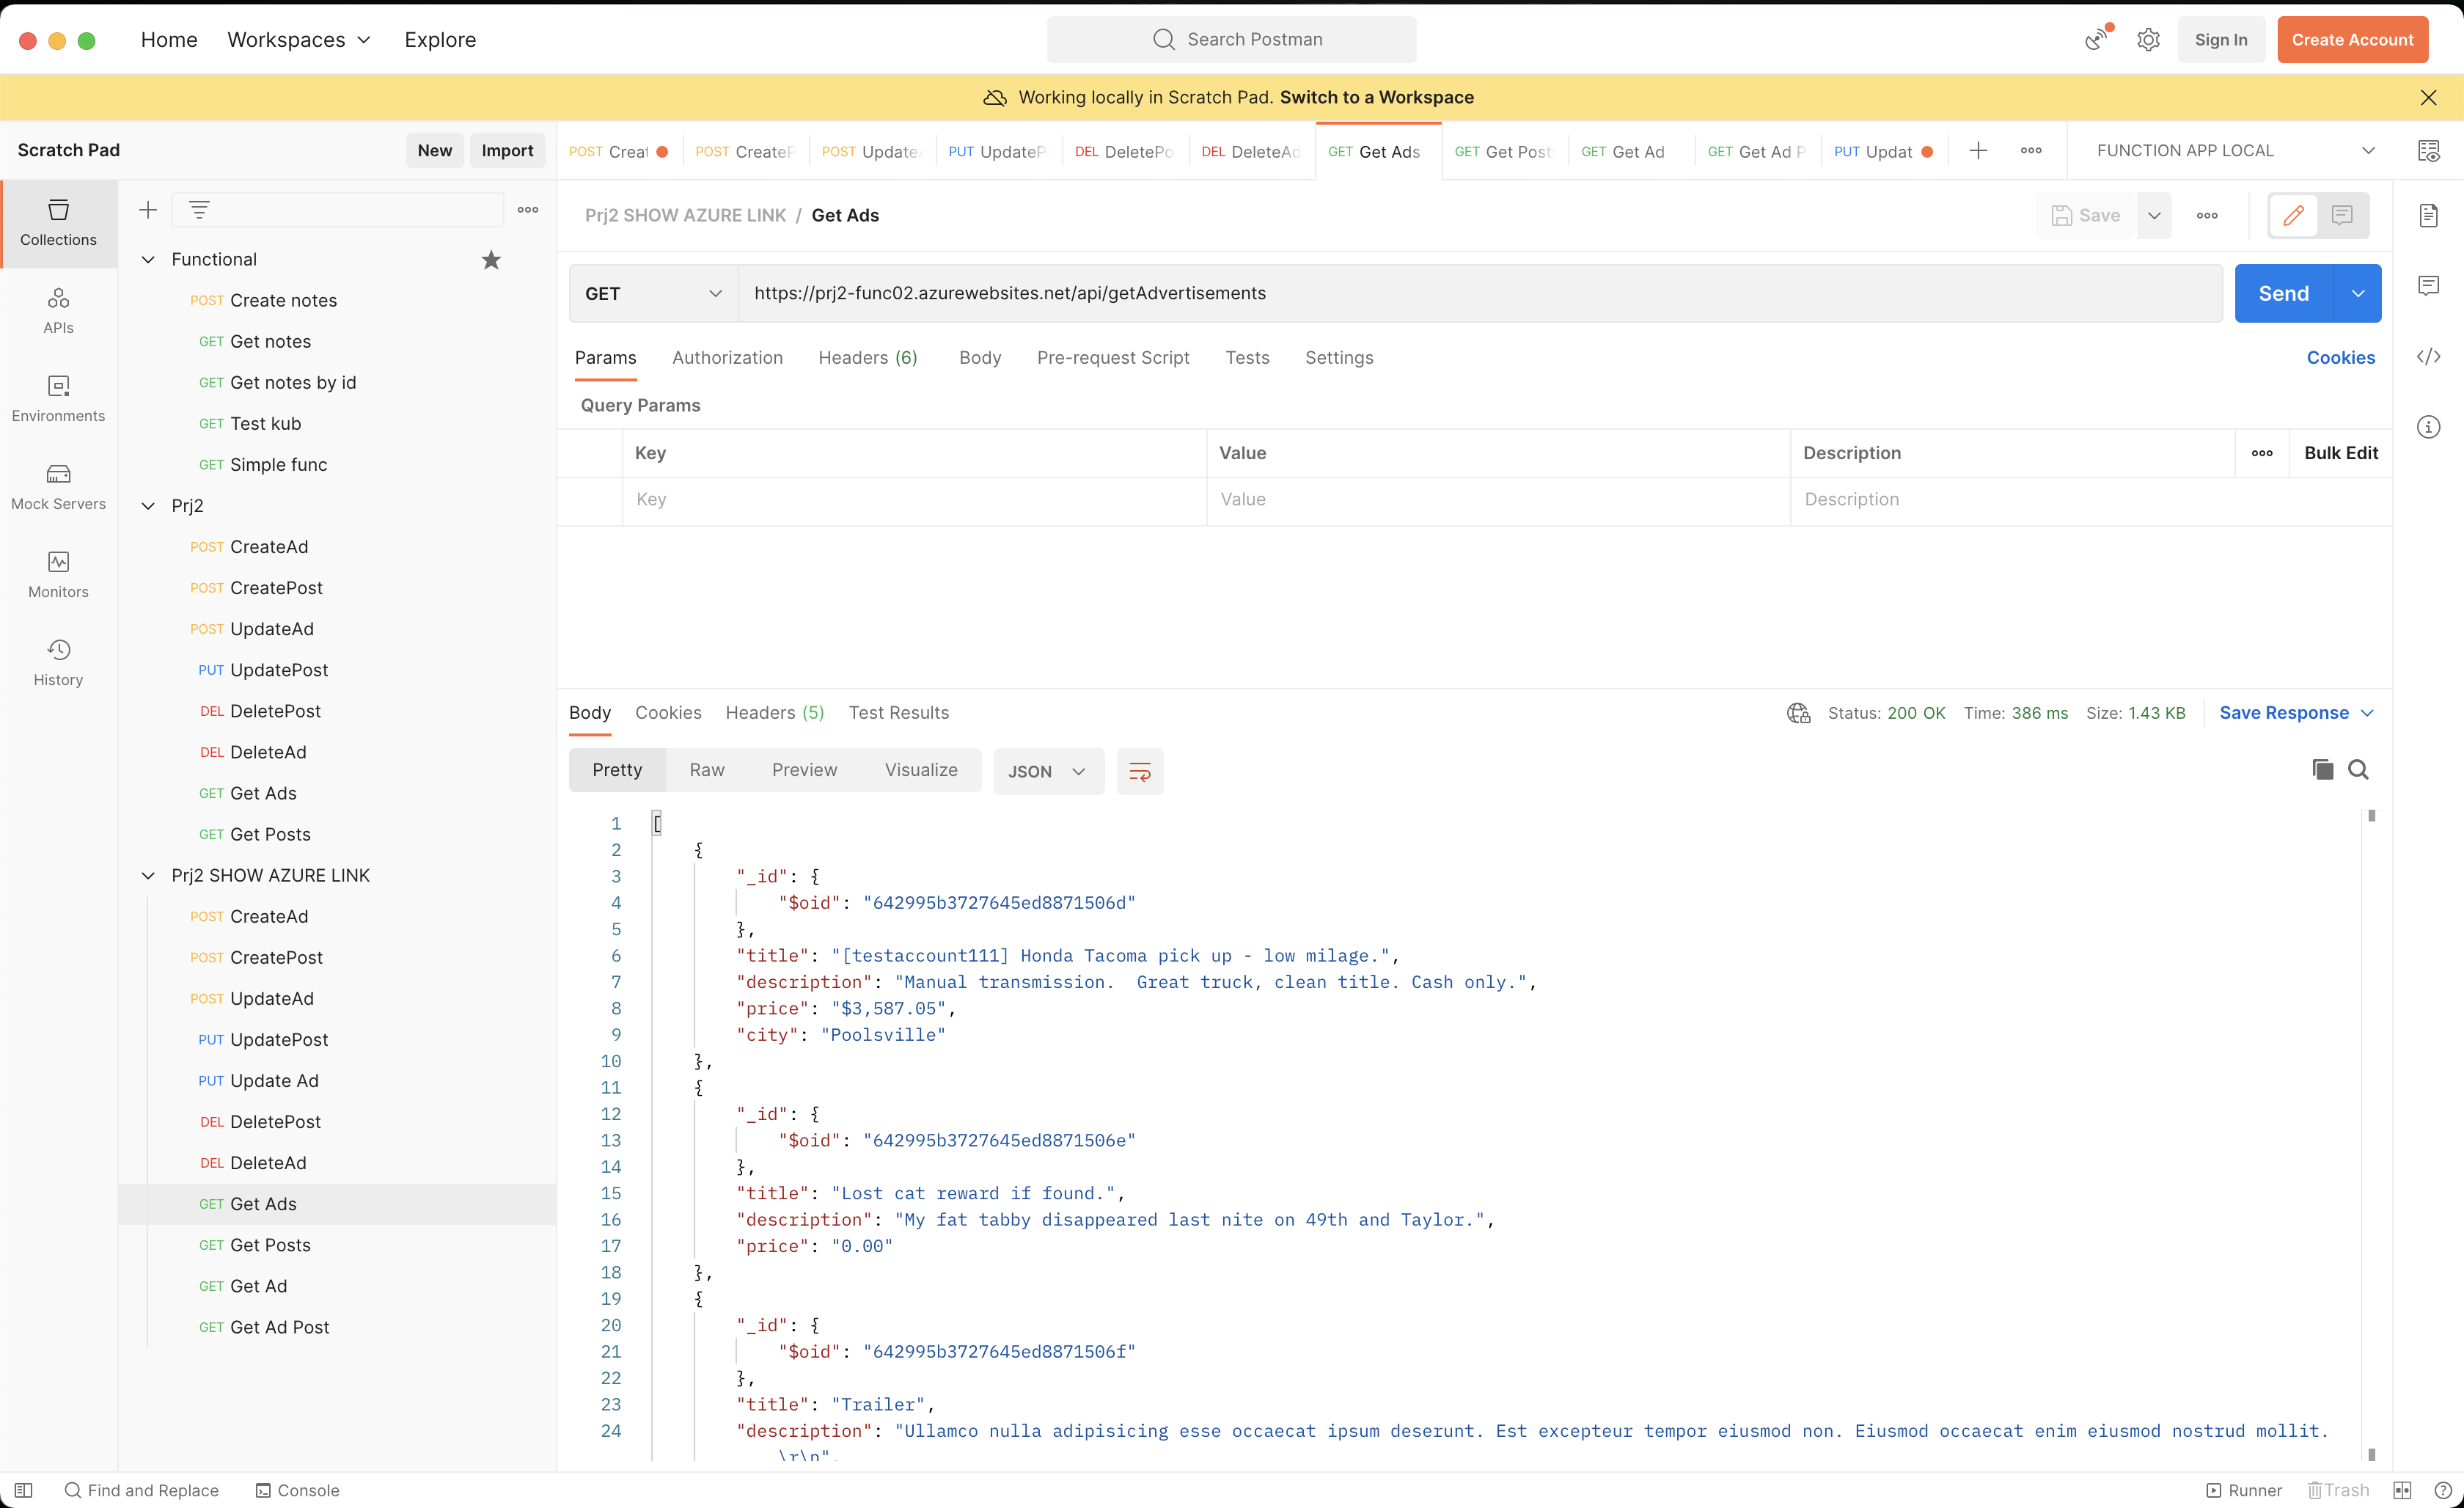 Home Workspaces Explore Search Postman Sign In Create Account
Working locally in Scratch Pad. Switch to a Workspace
Scratch Pad New Import
POST Creat POST CreateP POST Update PUT UpdateP DEL DeletePo DEL DeleteAd GET Get Ads GET Get Post GET Get Ad GET Get Ad P PUT Updat FUNCTION APP LOCAL
Collections
APIs
Environments
Mock Servers
Monitors
History
Functional
POST Create notes
GET Get notes
GET Get notes by id
GET Test kub
GET Simple func
Prj2
POST CreateAd
POST CreatePost
POST UpdateAd
PUT UpdatePost
DEL DeletePost
DEL DeleteAd
GET Get Ads
GET Get Posts
Prj2 SHOW AZURE LINK
POST CreateAd
POST CreatePost
POST UpdateAd
PUT UpdatePost
PUT Update Ad
DEL DeletePost
DEL DeleteAd
GET Get Ads
GET Get Posts
GET Get Ad
GET Get Ad Post
Prj2 SHOW AZURE LINK / Get Ads Save
GET https://prj2-func02.azurewebsites.net/api/getAdvertisements Send
Params Authorization Headers (6) Body Pre-request Script Tests Settings Cookies
Query Params
Key Value Description Bulk Edit
Key Value Description
Body Cookies Headers (5) Test Results Status: 200 OK Time: 386 ms Size: 1.43 KB Save Response
Pretty Raw Preview Visualize JSON
1 [
2 {
3 "_id": {
4 "$oid": "642995b3727645ed8871506d"
5 },
6 "title": "[testaccount111] Honda Tacoma pick up - low milage.",
7 "description": "Manual transmission.  Great truck, clean title. Cash only.",
8 "price": "$3,587.05",
9 "city": "Poolsville"
10 },
11 {
12 "_id": {
13 "$oid": "642995b3727645ed8871506e"
14 },
15 "title": "Lost cat reward if found.",
16 "description": "My fat tabby disappeared last nite on 49th and Taylor.",
17 "price": "0.00"
18 },
19 {
20 "_id": {
21 "$oid": "642995b3727645ed8871506f"
22 },
23 "title": "Trailer",
24 "description": "Ullamco nulla adipisicing esse occaecat ipsum deserunt. Est excepteur tempor eiusmod non. Eiusmod occaecat enim eiusmod nostrud mollit.
\r\n",
Find and Replace Console Runner Trash